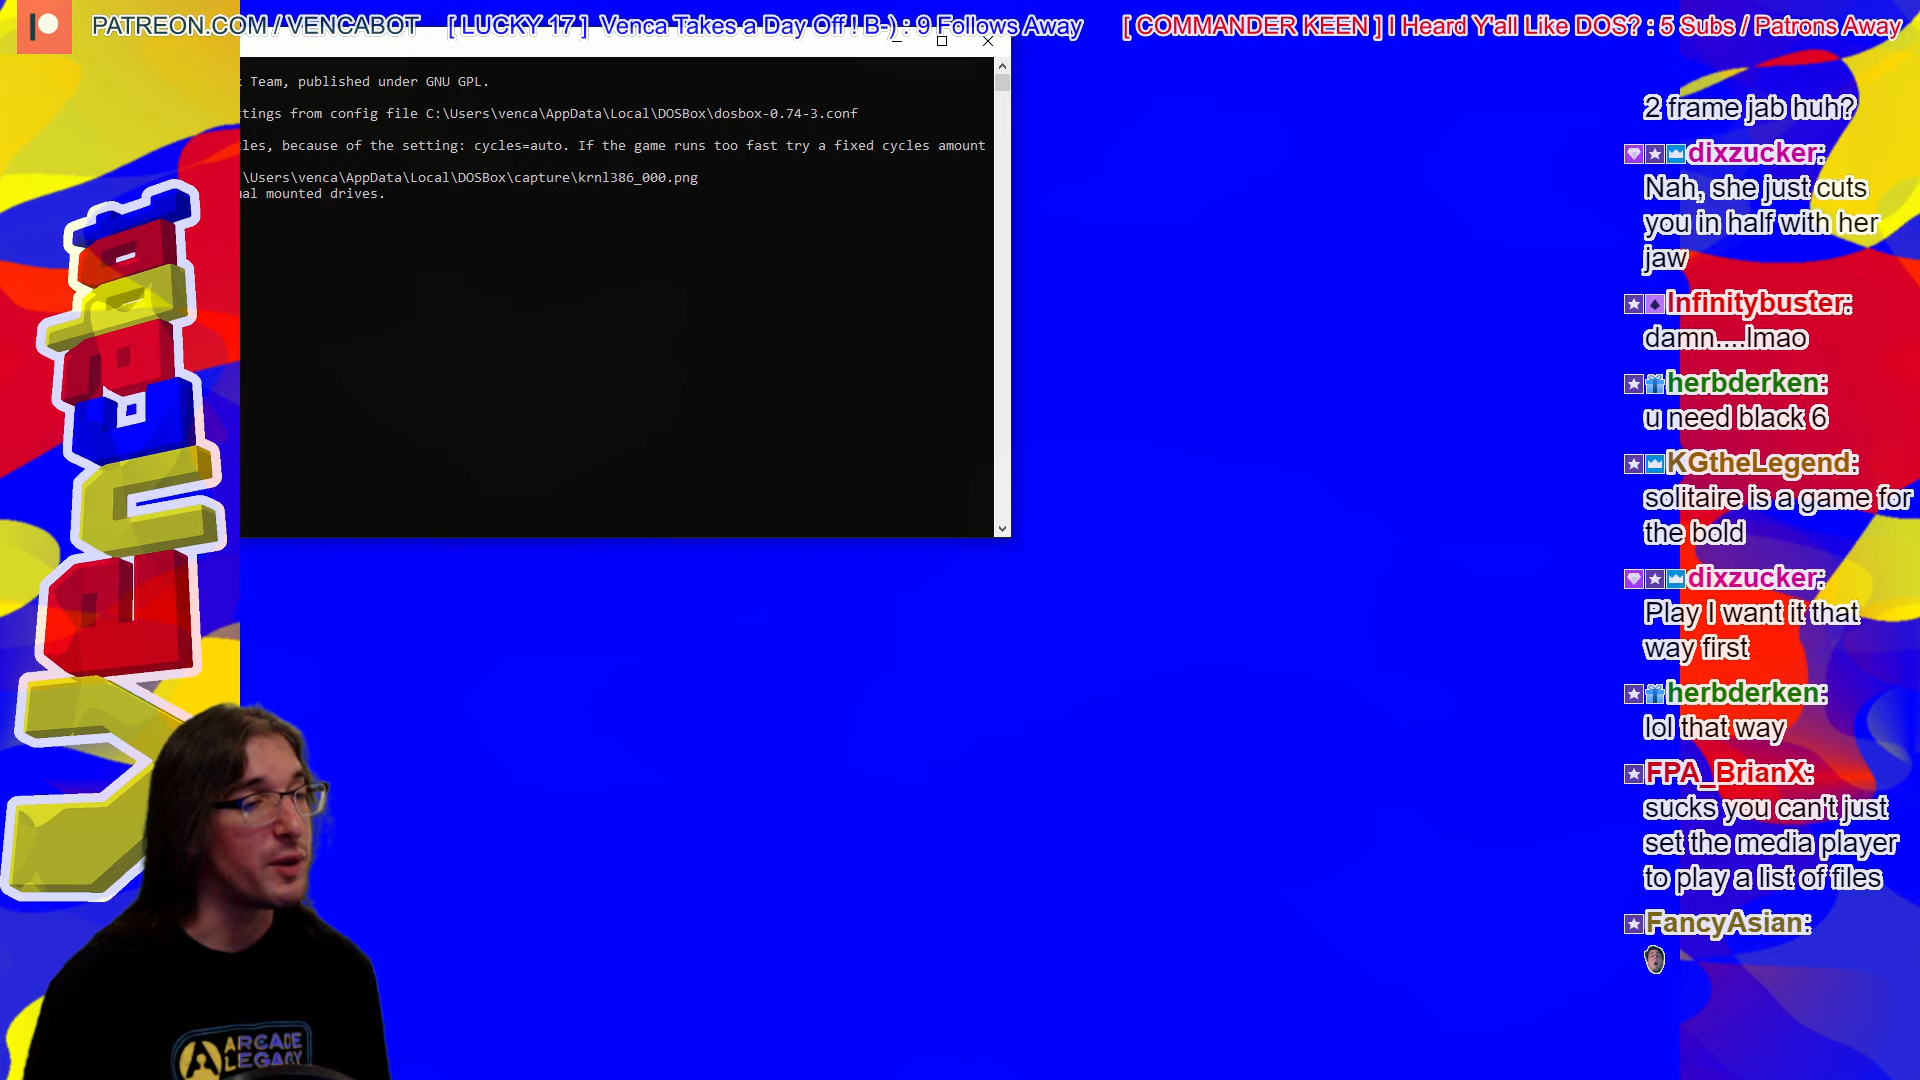 PATREON.COM / VENCABOT
[ LUCKY 17 ] Venca Takes a Day Off ! B-) : 9 Follows Away
[ COMMANDER KEEN ] I Heard Y'all Like DOS? : 5 Subs / Patrons Away
Team, published under GNU GPL.
tings from config file C:\Users\venca\AppData\Local\DOSBox\dosbox-0.74-3.conf
les, because of the setting: cycles=auto. If the game runs too fast try a fixed cycles amount
\Users\venca\AppData\Local\DOSBox\capture\krnl386_000.png
al mounted drives.
Vencabot
2 frame jab huh?
dixzucker:
Nah, she just cuts
you in half with her
jaw
Infinitybuster:
damn....lmao
herbderken:
u need black 6
KGtheLegend:
solitaire is a game for
the bold
dixzucker:
Play I want it that
way first
herbderken:
lol that way
FPA_BrianX:
sucks you can't just
set the media player
to play a list of files
FancyAsian:
ARCADE
LEGACY